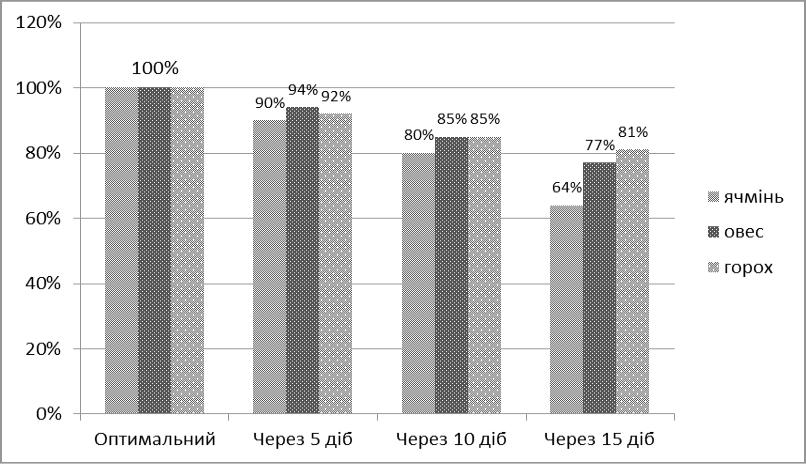 120%
100%
80%
60%
40%
20%
0%
100%
90%
94%
92%
80%
85%
85%
64%
77%
81%
Оптимальний
Через 5 діб
Через 10 діб
Через 15 діб
ячмінь
овес
горох